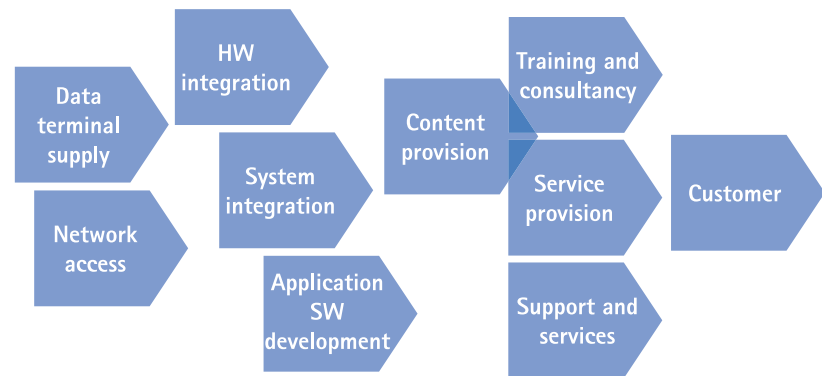 Data
terminal
supply
Network
access
HW
integration
System
integration
Application
SW
development
Content
provision
Training and
consultancy
Service
provision
Support and
services
Customer